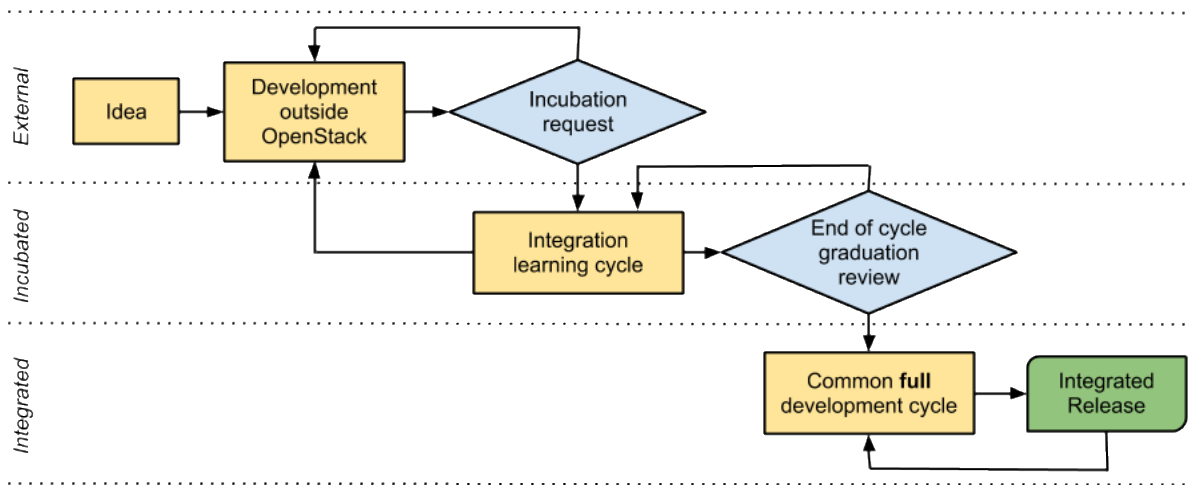 External
Idea
Development
outside
OpenStack
Incubation
request
Incubated
Integration
learning cycle
End of cycle
graduation
review
Integrated
Common full
development cycle
Integrated
Release